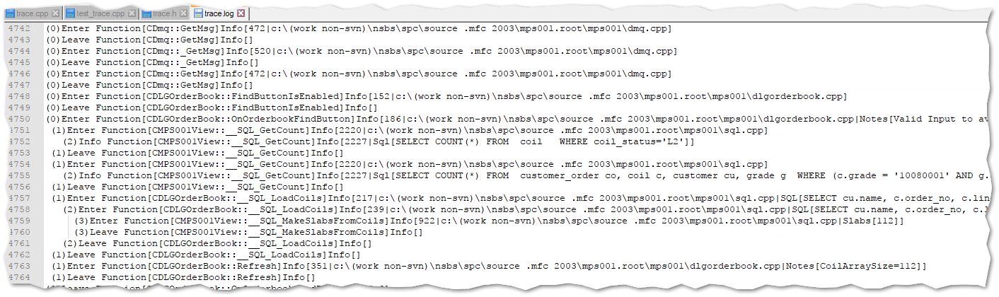 trace.cpp test_trace.cpp trace.h trace.log
4742 (0)Enter Function[CDmq::GetMsg]Info[472|c:\(work non-svn)\nsbs\spc\source .mfc 2003\mps001.root\mps001\dmq.cpp]
4743 (0)Leave Function[CDmq::GetMsg]Info[]
4744 (0)Enter Function[CDmq::_GetMsg]Info[520|c:\(work non-svn)\nsbs\spc\source .mfc 2003\mps001.root\mps001\dmq.cpp]
4745 (0)Leave Function[CDmq::_GetMsg]Info[]
4746 (0)Enter Function[CDmq::GetMsg]Info[472|c:\(work non-svn)\nsbs\spc\source .mfc 2003\mps001.root\mps001\dmq.cpp]
4747 (0)Leave Function[CDmq::GetMsg]Info[]
4748 (0)Enter Function[CDLGOrderBook::FindButtonIsEnabled]Info[152|c:\(work non-svn)\nsbs\spc\source .mfc 2003\mps001.root\mps001\dlgorderbook.cpp]
4749 (0)Leave Function[CDLGOrderBook::FindButtonIsEnabled]Info[]
4750 (0)Enter Function[CDLGOrderBook::OnOrderbookFindButton]Info[186|c:\(work non-svn)\nsbs\spc\source .mfc 2003\mps001.root\mps001\dlgorderbook.cpp|Notes[Valid Input to av
4751 (1)Enter Function[CMPS001View::__SQL_GetCount]Info[2220|c:\(work non-svn)\nsbs\spc\source .mfc 2003\mps001.root\mps001\sql.cpp]
4752 (2)Info Function[CMPS001View::__SQL_GetCount]Info[2227|Sql[SELECT COUNT(*) FROM  coil   WHERE coil_status='L2']]
4753 (1)Leave Function[CMPS001View::__SQL_GetCount]Info[]
4754 (1)Enter Function[CMPS001View::__SQL_GetCount]Info[2220|c:\(work non-svn)\nsbs\spc\source .mfc 2003\mps001.root\mps001\sql.cpp]
4755 (2)Info Function[CMPS001View::__SQL_GetCount]Info[2227|Sql[SELECT COUNT(*) FROM  customer_order co, coil c, customer cu, grade g  WHERE (c.grade = '10080001' AND g.
4756 (1)Leave Function[CMPS001View::__SQL_GetCount]Info[]
4757 (1)Enter Function[CDLGOrderBook::__SQL_LoadCoils]Info[217|c:\(work non-svn)\nsbs\spc\source .mfc 2003\mps001.root\mps001\sql.cpp|SQL[SELECT cu.name, c.order_no, c.lin
4758 (2)Enter Function[CDLGOrderBook::__SQL_LoadCoils]Info[239|c:\(work non-svn)\nsbs\spc\source .mfc 2003\mps001.root\mps001\sql.cpp|SQL[SELECT cu.name, c.order_no, c.
4759 (3)Enter Function[CMPS001View::__SQL_MakeSlabsFromCoils]Info[922|c:\(work non-svn)\nsbs\spc\source .mfc 2003\mps001.root\mps001\sql.cpp|Slabs[112]]
4760 (3)Leave Function[CMPS001View::__SQL_MakeSlabsFromCoils]Info[]
4761 (2)Leave Function[CDLGOrderBook::__SQL_LoadCoils]Info[]
4762 (1)Leave Function[CDLGOrderBook::__SQL_LoadCoils]Info[]
4763 (1)Enter Function[CDLGOrderBook::Refresh]Info[351|c:\(work non-svn)\nsbs\spc\source .mfc 2003\mps001.root\mps001\dlgorderbook.cpp|Notes[CoilArraySize=112]]
4764 (1)Leave Function[CDLGOrderBook::Refresh]Info[]